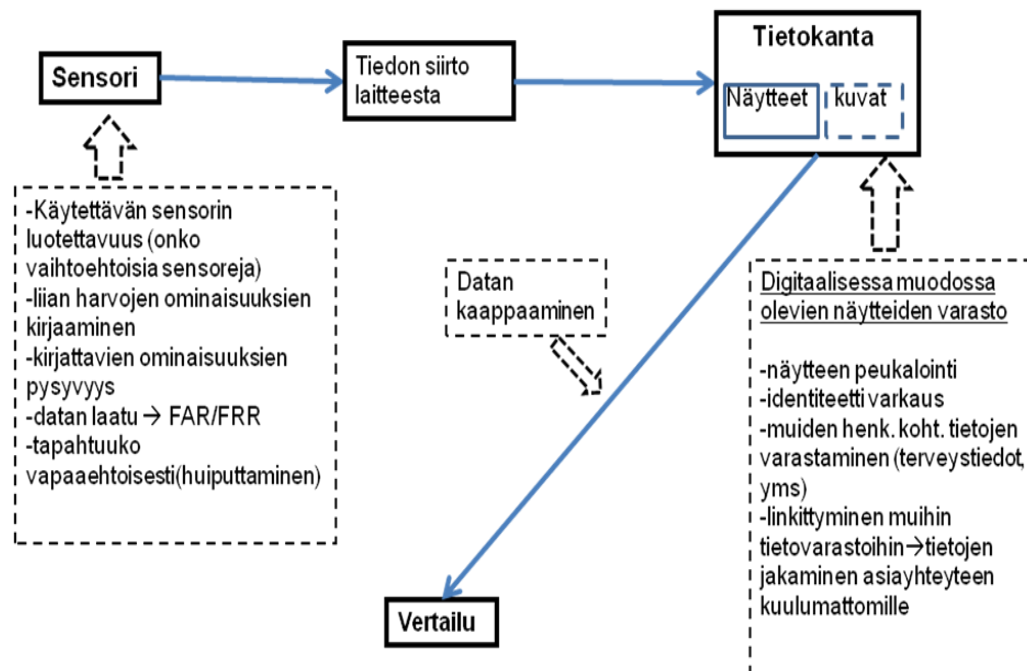 Sensori
Tiedon siirto
laitteesta
Tietokanta
Näytteet
kuvat
-Käytettävän sensorin
luotettavuus (onko
vaihtoehtoisia sensoreja)
-liian harvojen ominaisuuksien
kirjaaminen
-kirjattavien ominaisuuksien
pysyvyys
-datan laatu → FAR/FRR
-tapahtuuko
vapaaehtoisesti(huiputtaminen)
Datan
kaappaaminen
Digitaalisessa muodossa
olevien näytteiden varasto
-näytteen peukalointi
-identiteetti varkaus
-muiden henk. koht. tietojen
varastaminen (terveystiedot,
yms)
-linkittyminen muihin
tietovarastoihin→tietojen
jakaminen asiayhteyteen
kuulumattomille
Vertailu